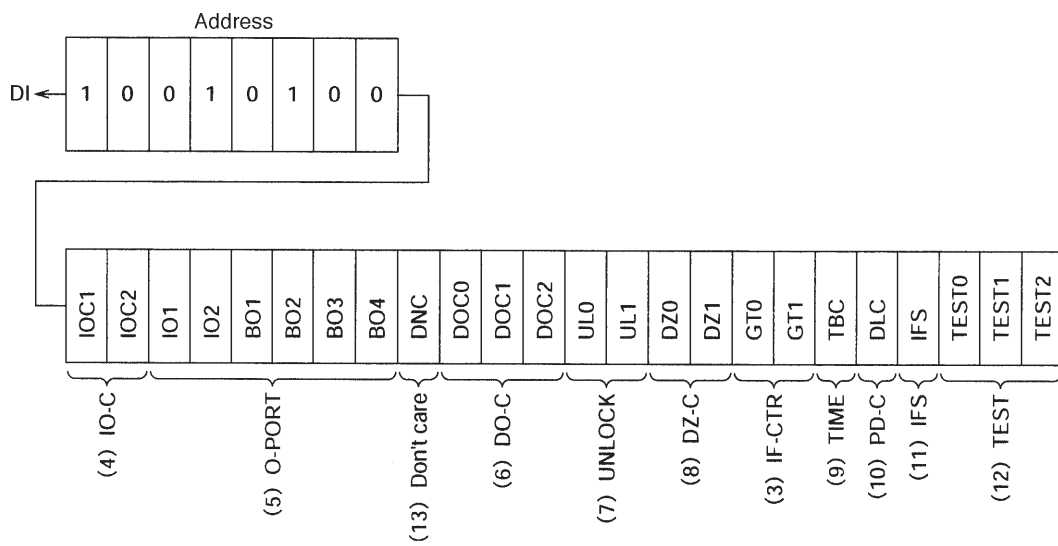 Address
DI 1 0 0 1 0 1 0 0
IOC1 IOC2 IO1 IO2 BO1 BO2 BO3 BO4 DNC DOC0 DOC1 DOC2 UL0 UL1 DZ0 DZ1 GT0 GT1 TBC DLC IFS TEST0 TEST1 TEST2
(4) IO-C
(5) O-PORT
(13) Don't care
(6) DO-C
(7) UNLOCK
(8) DZ-C
(3) IF-CTR
(9) TIME
(10) PD-C
(11) IFS
(12) TEST